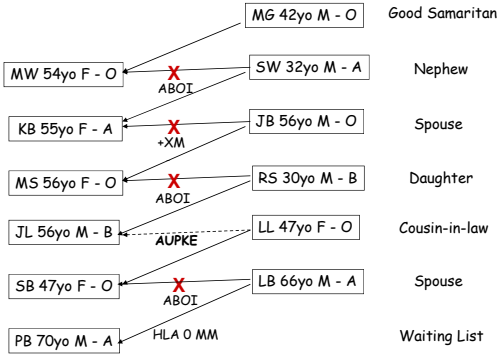 MG 42yo M - O
Good Samaritan
MW 54yo F - O
X
ABOI
SW 32yo M - A
Nephew
KB 55yo F - A
X
+XM
JB 56yo M - O
Spouse
MS 56yo F - O
X
ABOI
RS 30yo M - B
Daughter
JL 56yo M - B
AUPKE
LL 47yo F - O
Cousin-in-law
SB 47yo F - O
X
ABOI
LB 66yo M - A
Spouse
PB 70yo M - A
HLA 0 MM
Waiting List